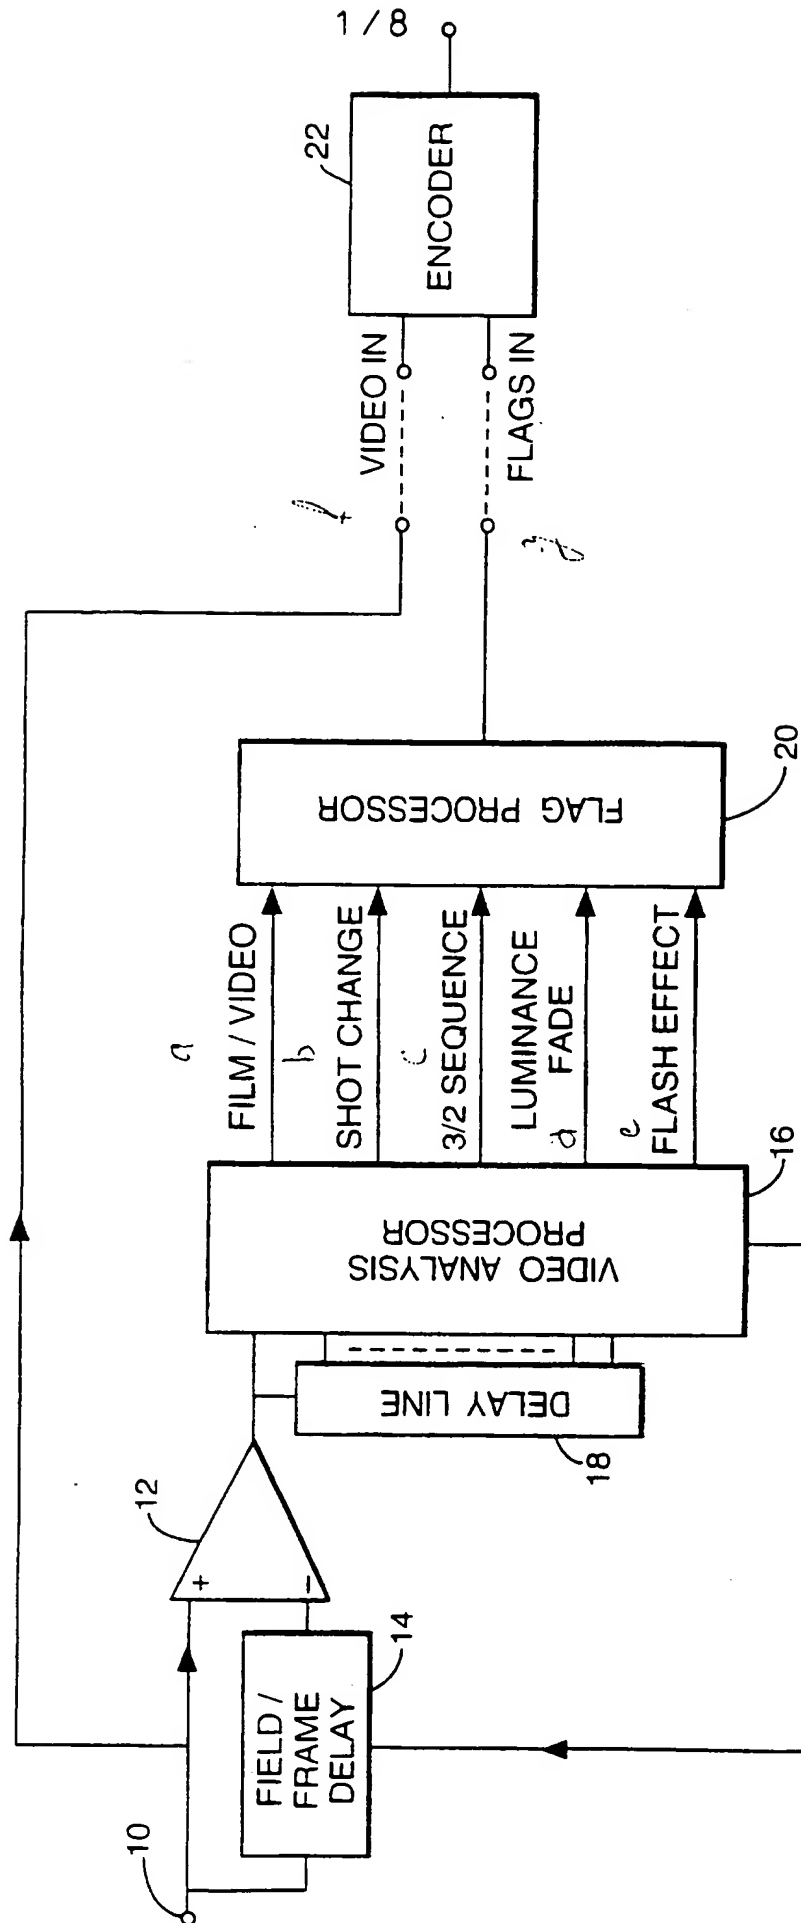 1 / 8
22
ENCODER
VIDEO IN
FLAGS IN
20
FLAG PROCESSOR
a
FILM / VIDEO
b
SHOT CHANGE
c
3/2 SEQUENCE
LUMINANCE
FADE
d
e
FLASH EFFECT
16
VIDEO ANALYSIS
PROCESSOR
DELAY LINE
18
12
+
−
14
FIELD /
FRAME
DELAY
10